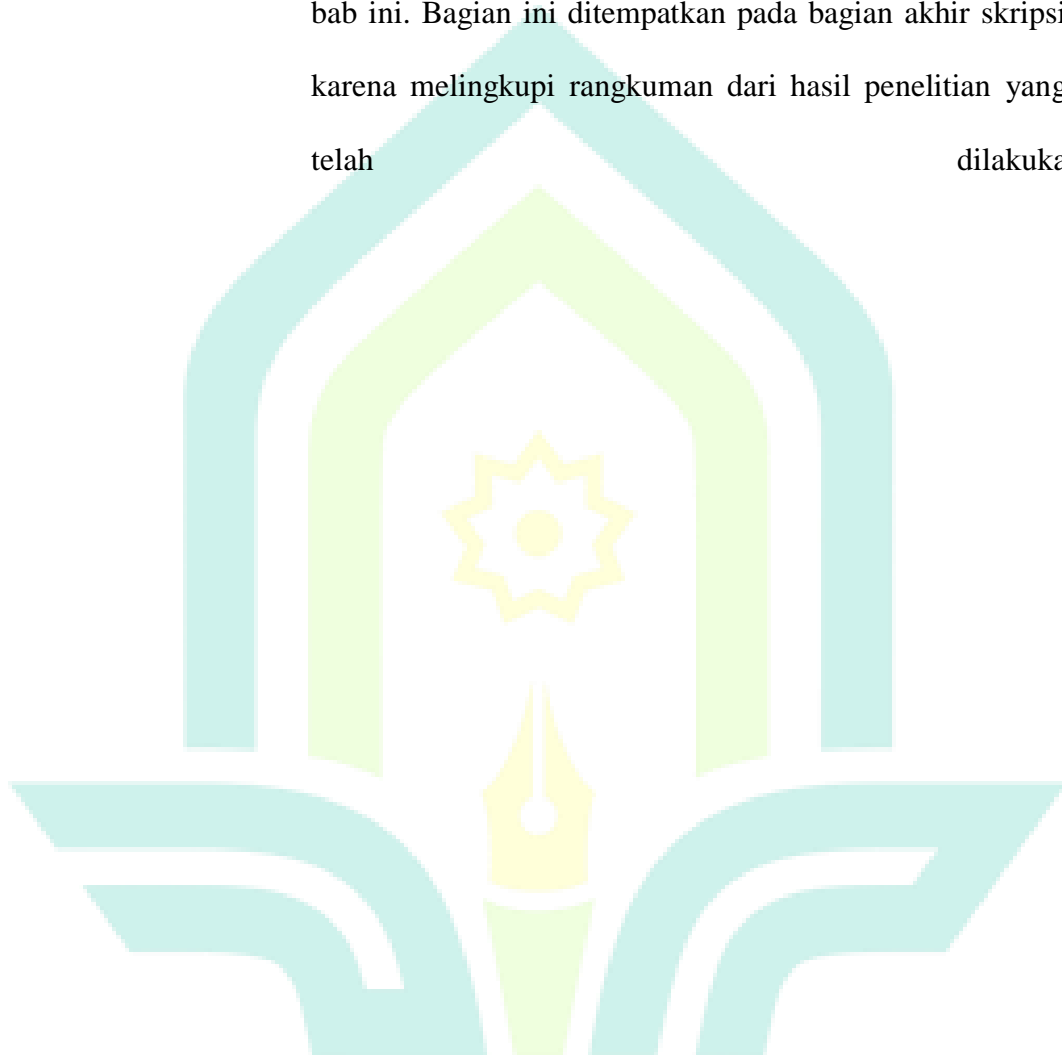 bab ini. Bagian ini ditempatkan pada bagian akhir skripsi
karena melingkupi rangkuman dari hasil penelitian yang
telah dilakuka